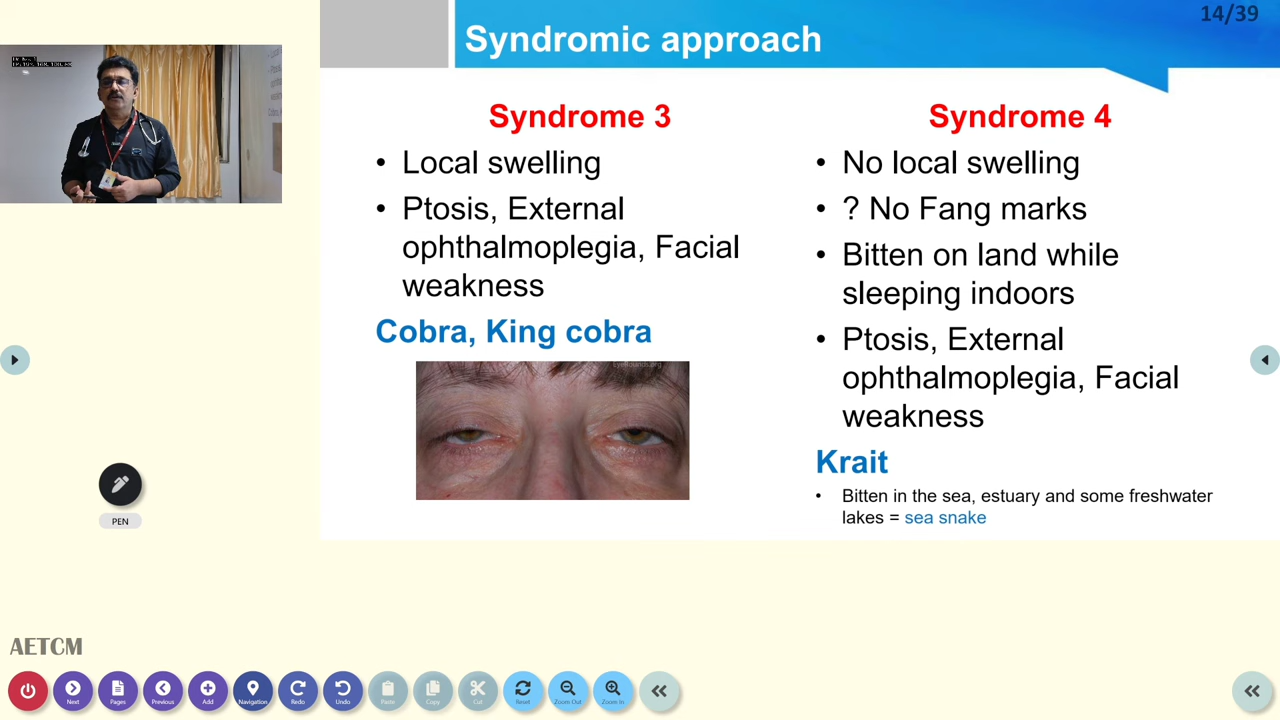 14/39
Syndromic approach
Syndrome 3
• Local swelling
• Ptosis, External
ophthalmoplegia, Facial
weakness
Cobra, King cobra
Syndrome 4
• No local swelling
• ? No Fang marks
• Bitten on land while
sleeping indoors
• Ptosis, External
ophthalmoplegia, Facial
weakness
Krait
• Bitten in the sea, estuary and some freshwater
lakes = sea snake
PEN
AETCM
Next
Pages
Previous
Add
Navigation
Redo
Undo
Paste
Copy
Cut
Reset
Zoom Out
Zoom In